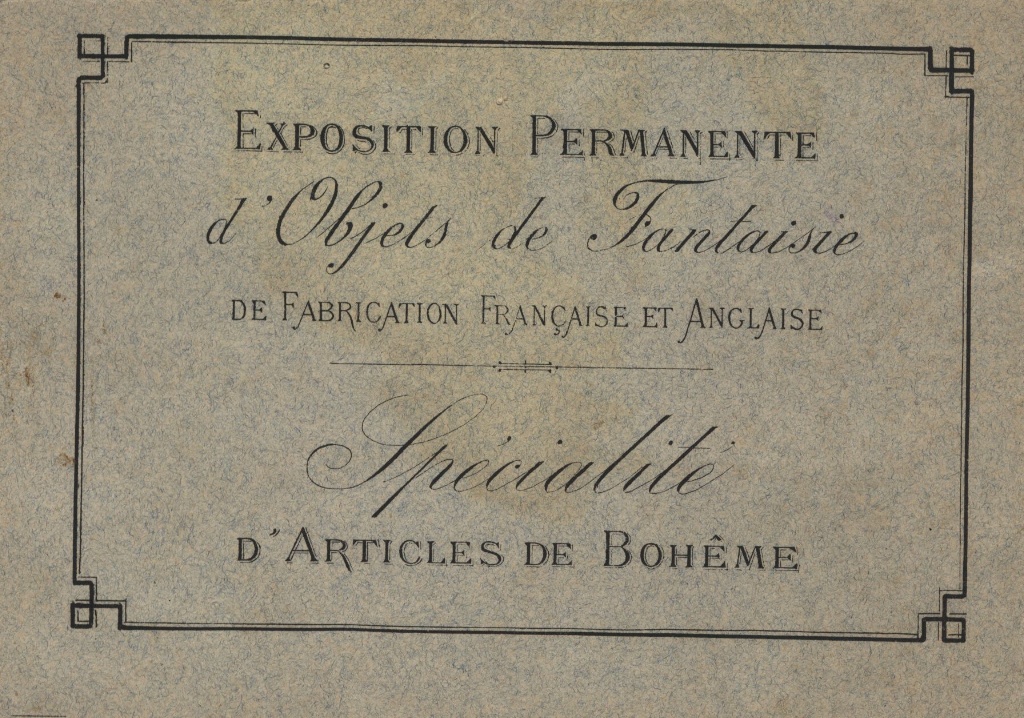 EXPOSITION PERMANENTE
d'Objets de Fantaisie
DE FABRICATION FRANÇAISE ET ANGLAISE
Spécialité
D'ARTICLES DE BOHÊME